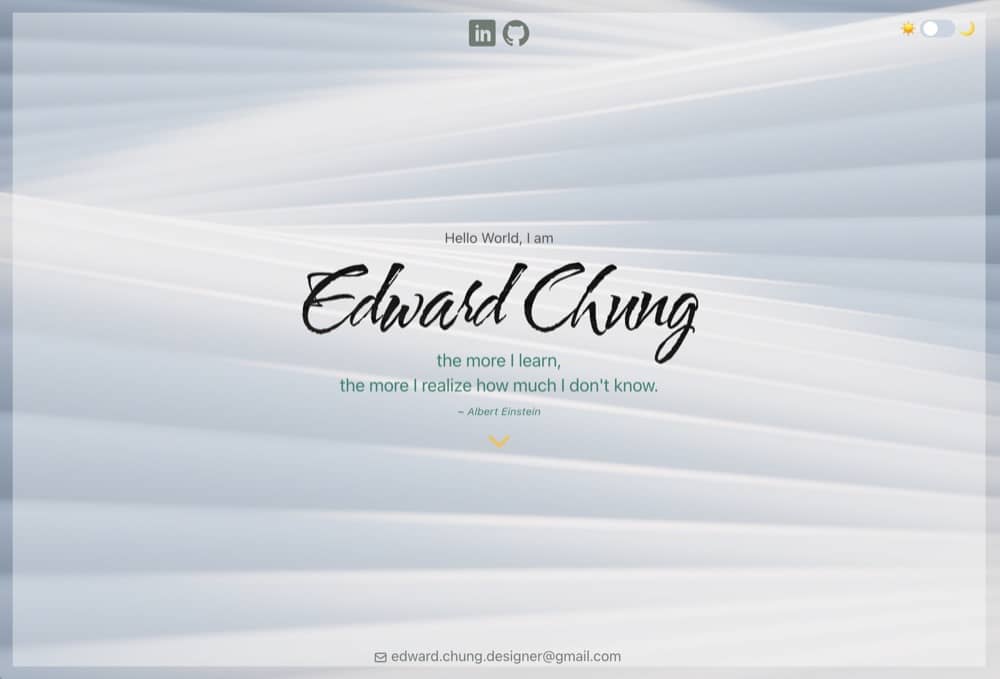 in
Hello World, I am
Edward Chung
the more I learn,
the more I realize how much I don't know.
~ Albert Einstein
edward.chung.designer@gmail.com